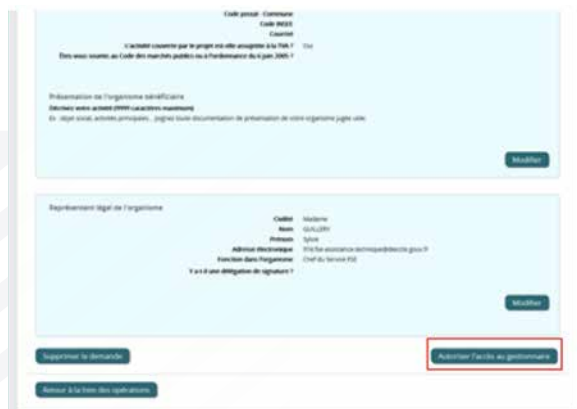 Code postal - Commune
Code INSEE
Courriel
L'activité couverte par le projet est-elle assujettie à la TVA ? Oui
Êtes-vous soumis au Code des marchés publics ou à l'ordonnance du 6 juin 2005 ?
Présentation de l'organisme bénéficiaire
Décrivez votre activité (9999 caractères maximum)
Ex : objet social, activités principales... joignez toute documentation de présentation de votre organisme jugée utile.
Modifier
Représentant légal de l'organisme
Civilité Madame
Nom GUILLERY
Prénom Sylvie
Adresse électronique
Fonction dans l'organisme Chef du Service FSE
Y a-t-il une délégation de signature ?
Modifier
Supprimer la demande
Autoriser l'accès au gestionnaire
Retour à la liste des opérations